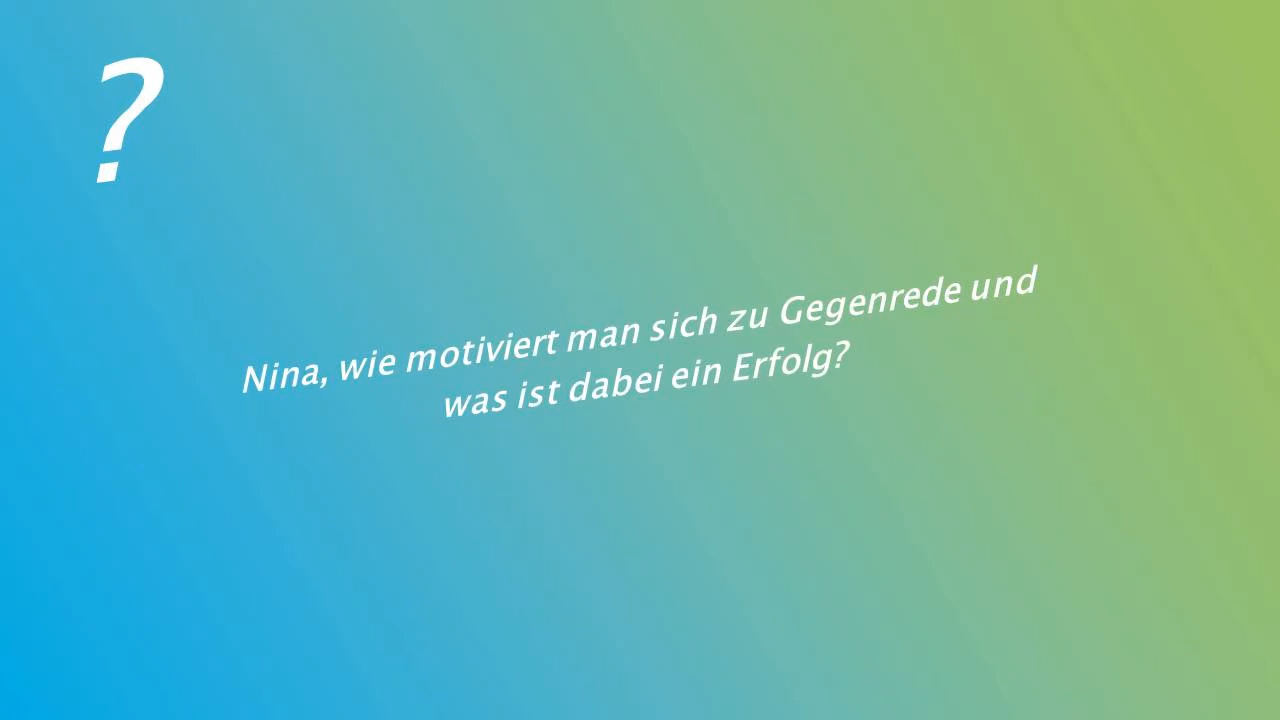 ?
Nina, wie motiviert man sich zu Gegenrede und
was ist dabei ein Erfolg?